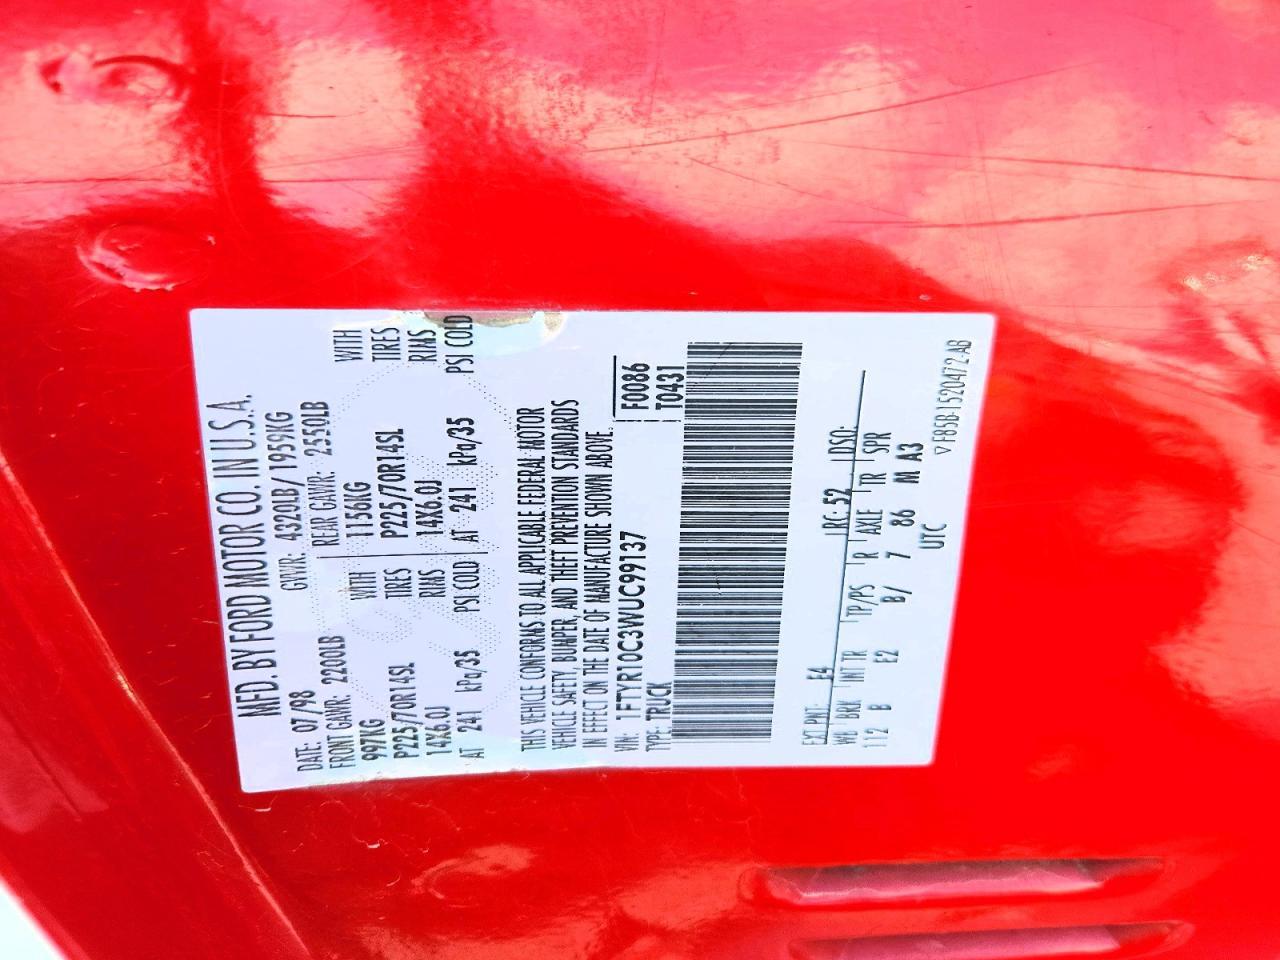 MFD. BY FORD MOTOR CO. IN U.S.A.
DATE: 07/98 GVWR: 4320LB/ 1959KG
FRONT GAWR: 2200LB REAR GAWR: 2550LB
997KG WITH 1156KG WITH
P225/70R14SL TIRES P225/70R14SL TIRES
14X6.0J RIMS 14X6.0J RIMS
AT 241 kPa/35 PSI COLD AT 241 kPa/35 PSI COLD
THIS VEHICLE CONFORMS TO ALL APPLICABLE FEDERAL MOTOR
VEHICLE SAFETY, BUMPER, AND THEFT PREVENTION STANDARDS
IN EFFECT ON THE DATE OF MANUFACTURE SHOWN ABOVE.
VIN: 1FTYR10C3WUC99137 F0086
TYPE: TRUCK T0431
EXT PNT: E4 RC: 52 DSO:
WB BRK INT TR TP/PS R AXLE TR SPR
112 B E2 B/ 7 86 M A3
UTC
▽F85B-1520472-AB